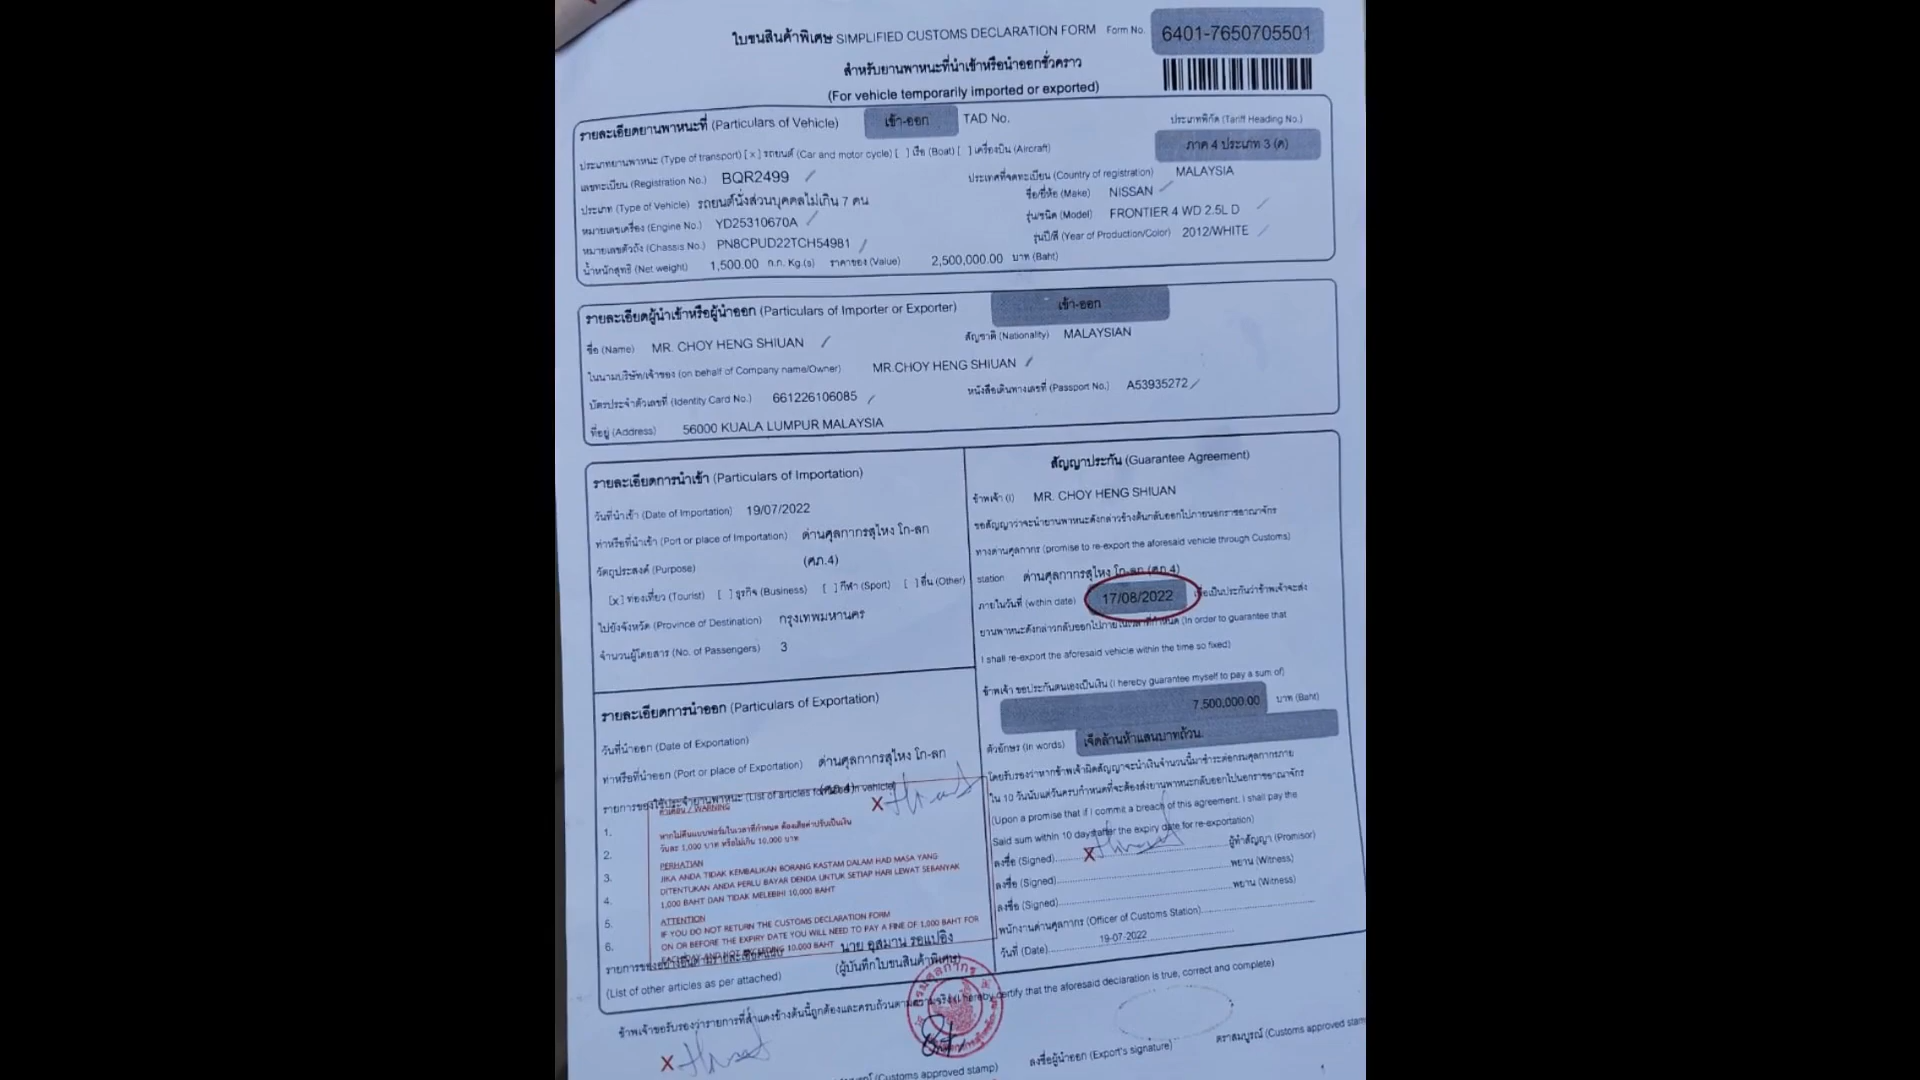 ใบขนสินค้าพิเศษ SIMPLIFIED CUSTOMS DECLARATION FORM Form No. 6401-7650705501
สำหรับยานพาหนะที่นำเข้าหรือนำออกชั่วคราว
(For vehicle temporarily imported or exported)
รายละเอียดยานพาหนะที่ (Particulars of Vehicle) เข้า-ออก TAD No. ประเภทพิกัด (Tariff Heading No.)
ภาค 4 ประเภท 3 (ค)
ประเภทยานพาหนะ (Type of transport) [ x ] รถยนต์ (Car and motor cycle) [ ] เรือ (Boat) [ ] เครื่องบิน (Aircraft)
เลขทะเบียน (Registration No.) BQR2499 ประเทศที่จดทะเบียน (Country of registration) MALAYSIA
ประเภท (Type of Vehicle) รถยนต์นั่งส่วนบุคคลไม่เกิน 7 คน ชื่อ/ยี่ห้อ (Make) NISSAN
หมายเลขเครื่อง (Engine No.) YD25310670A รุ่น/ชนิด (Model) FRONTIER 4 WD 2.5L D
หมายเลขตัวถัง (Chassis No.) PN8CPUD22TCH54981 รุ่นปี/สี (Year of Production/Color) 2012/WHITE
น้ำหนักสุทธิ (Net weight) 1,500.00 ก.ก. Kg.(s) ราคาของ (Value) 2,500,000.00 บาท (Baht)
รายละเอียดผู้นำเข้าหรือผู้นำออก (Particulars of Importer or Exporter) เข้า-ออก
ชื่อ (Name) MR. CHOY HENG SHIUAN สัญชาติ (Nationality) MALAYSIAN
ในนามบริษัท/เจ้าของ (on behalf of Company name/Owner) MR.CHOY HENG SHIUAN
บัตรประจำตัวเลขที่ (Identity Card No.) 661226106085 หนังสือเดินทางเลขที่ (Passport No.) A53935272
ที่อยู่ (Address) 56000 KUALA LUMPUR MALAYSIA
รายละเอียดการนำเข้า (Particulars of Importation)
วันที่นำเข้า (Date of Importation) 19/07/2022
ท่าหรือที่นำเข้า (Port or place of Importation) ด่านศุลกากรสุไหง โก-ลก
(ศภ.4)
วัตถุประสงค์ (Purpose)
[x] ท่องเที่ยว (Tourist) [ ] ธุรกิจ (Business) [ ] กีฬา (Sport) [ ] อื่น (Other)
ไปยังจังหวัด (Province of Destination) กรุงเทพมหานคร
จำนวนผู้โดยสาร (No. of Passengers) 3
สัญญาประกัน (Guarantee Agreement)
ข้าพเจ้า (I) MR. CHOY HENG SHIUAN
ขอสัญญาว่าจะนำยานพาหนะดังกล่าวข้างต้นกลับออกไปภายนอกราชอาณาจักร
ทางด่านศุลกากร (promise to re-export the aforesaid vehicle through Customs)
station ด่านศุลกากรสุไหง โก-ลก (ศภ.4)
ภายในวันที่ (within date) 17/08/2022 เพื่อเป็นประกันว่าข้าพเจ้าจะส่ง
ยานพาหนะดังกล่าวกลับออกไปภายในเวลาที่กำหนด (In order to guarantee that
I shall re-export the aforesaid vehicle within the time so fixed)
ข้าพเจ้า ขอประกันตนเองเป็นเงิน (I hereby guarantee myself to pay a sum of)
7,500,000.00 บาท (Baht)
ตัวอักษร (In words) เจ็ดล้านห้าแสนบาทถ้วน
โดยรับรองว่าหากข้าพเจ้าผิดสัญญาจะนำเงินจำนวนนี้มาชำระต่อกรมศุลกากรภาย
ใน 10 วันนับแต่วันครบกำหนดที่จะต้องส่งยานพาหนะกลับออกไปนอกราชอาณาจักร
(Upon a promise that if I commit a breach of this agreement, I shall pay the
Said sum within 10 days after the expiry date for re-exportation)
ลงชื่อ (Signed) X ผู้ทำสัญญา (Promisor)
ลงชื่อ (Signed) พยาน (Witness)
ลงชื่อ (Signed) พยาน (Witness)
พนักงานด่านศุลกากร (Officer of Customs Station)
วันที่ (Date) 19-07-2022
รายละเอียดการนำออก (Particulars of Exportation)
วันที่นำออก (Date of Exportation)
ท่าหรือที่นำออก (Port or place of Exportation) ด่านศุลกากรสุไหง โก-ลก
(ศภ.4)
รายการของใช้ประจำยานพาหนะ (List of articles for used in vehicle)
X
1.
2.
3.
4.
5.
6.
คำเตือน / WARNING
หากไม่คืนแบบฟอร์มในเวลาที่กำหนด ต้องเสียค่าปรับเป็นเงิน
วันละ 1,000 บาท หรือไม่เกิน 10,000 บาท
PERHATIAN
JIKA ANDA TIDAK KEMBALIKAN BORANG KASTAM DALAM HAD MASA YANG
DITENTUKAN ANDA PERLU BAYAR DENDA UNTUK SETIAP HARI LEWAT SEBANYAK
1,000 BAHT DAN TIDAK MELEBIHI 10,000 BAHT
ATTENTION
IF YOU DO NOT RETURN THE CUSTOMS DECLARATION FORM
ON OR BEFORE THE EXPIRY DATE YOU WILL NEED TO PAY A FINE OF 1,000 BAHT FOR
EACH DAY AND NOT EXCEEDING 10,000 BAHT
นาย อุสมาน รอแปอิง
(ผู้บันทึกใบขนสินค้าพิเศษ)
(List of other articles as per attached)
ข้าพเจ้าขอรับรองว่ารายการที่สำแดงข้างต้นนี้ถูกต้องและครบถ้วนตามความจริง (I hereby certify that the aforesaid declaration is true, correct and complete)
กรมศุลกากร
X
(Customs approved stamp)
ลงชื่อผู้นำออก (Export's signature)
ตราสมบูรณ์ (Customs approved stamp